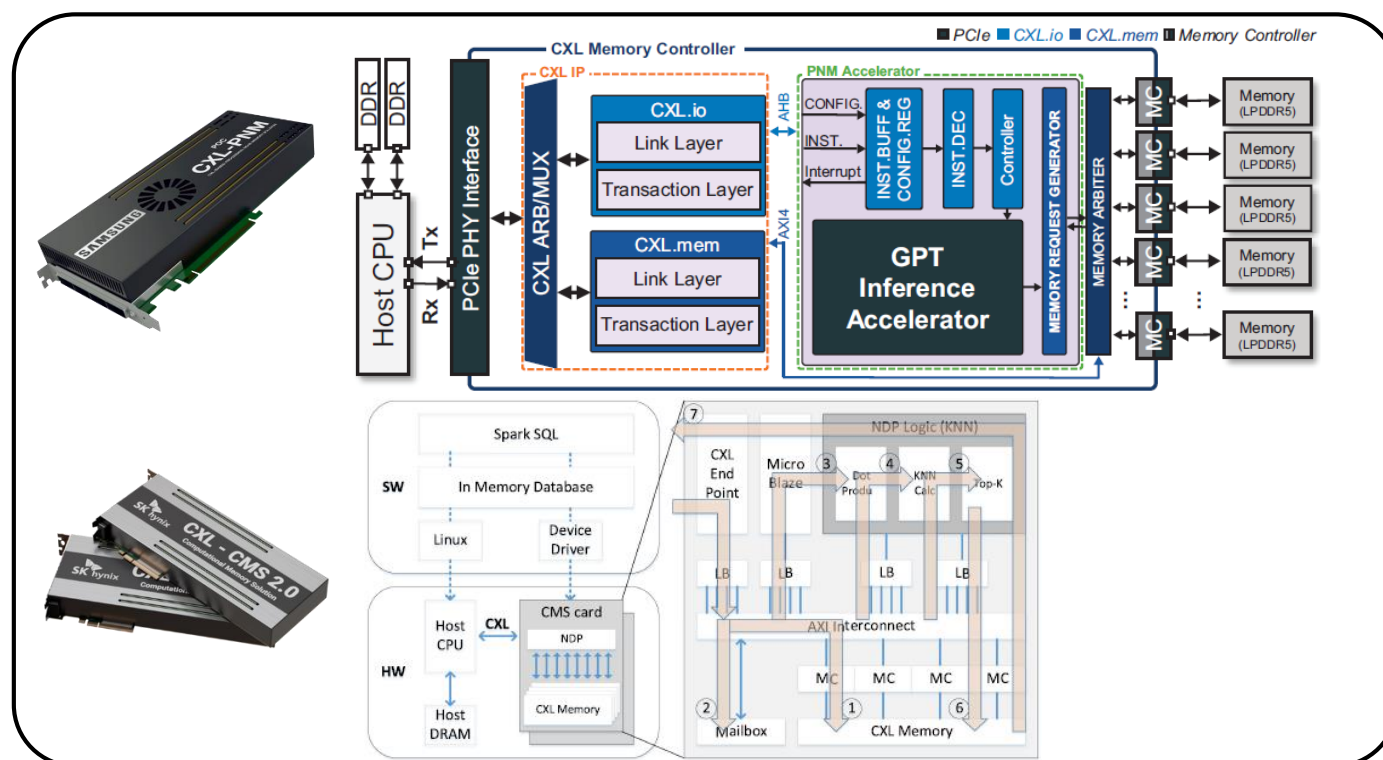 PCIe CXL.io CXL.mem Memory Controller
CXL Memory Controller
CXL IP
PNM Accelerator
DDR
DDR
Host CPU
Tx
Rx
PCIe PHY Interface
CXL ARB/MUX
CXL.io
Link Layer
Transaction Layer
CXL.mem
Link Layer
Transaction Layer
AHB
AXI4
CONFIG.
INST.
Interrupt
INST.BUFF &
CONFIG.REG
INST.DEC
Controller
GPT
Inference
Accelerator
MEMORY REQUEST GENERATOR
MEMORY ARBITER
MC
MC
MC
MC
...
MC
Memory
(LPDDR5)
Memory
(LPDDR5)
Memory
(LPDDR5)
Memory
(LPDDR5)
...
Memory
(LPDDR5)
POC
CXL-PNM
SAMSUNG
SK hynix
CXL - CMS 2.0
Computational Memory Solution
SK hynix
Computational
SW
Spark SQL
In Memory Database
Linux
Device
Driver
HW
Host
CPU
CXL
CMS card
NDP
CXL Memory
Host
DRAM
7
CXL
End
Point
Micro
Blaze
NDP Logic (KNN)
3
4
5
Dot
Produ
KNN
Calc
Top-K
LB
LB
LB
LB
AXI Interconnect
MC
MC
MC
MC
2
1
6
Mailbox
CXL Memory